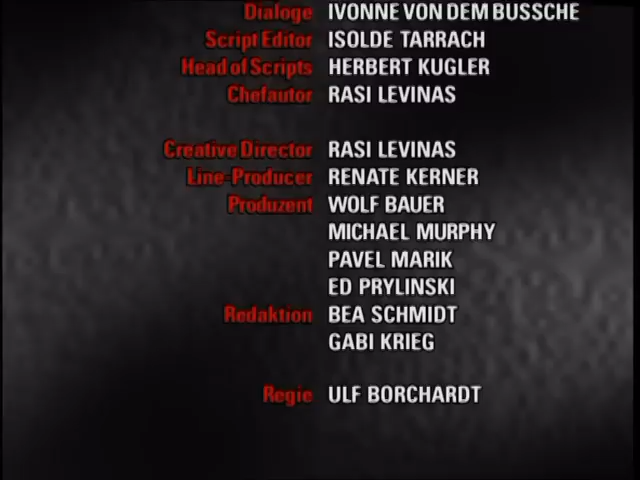 Dialoge IVONNE VON DEM BUSSCHE
Script Editor ISOLDE TARRACH
Head of Scripts HERBERT KUGLER
Chefautor RASI LEVINAS
Creative Director RASI LEVINAS
Line-Producer RENATE KERNER
Produzent WOLF BAUER
MICHAEL MURPHY
PAVEL MARIK
ED PRYLINSKI
Redaktion BEA SCHMIDT
GABI KRIEG
Regie ULF BORCHARDT